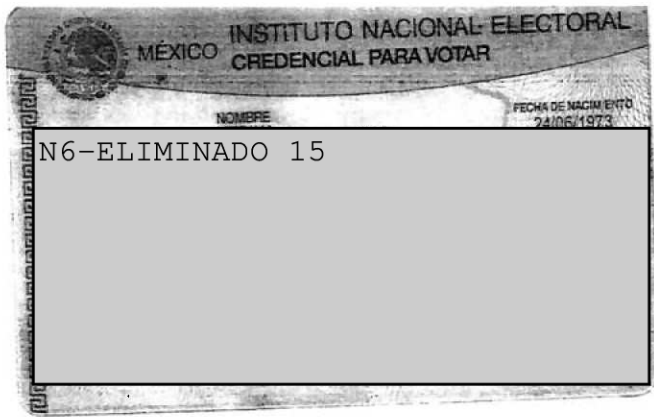 INSTITUTO NACIONAL ELECTORAL
MÉXICO CREDENCIAL PARA VOTAR
NOMBRE
FECHA DE NACIMIENTO
24/06/1973
N6-ELIMINADO 15